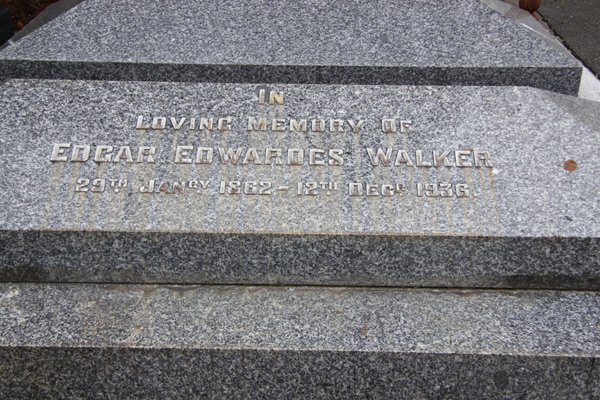 IN
LOVING MEMORY OF
EDGAR EDWARDES WALKER
29TH JANRY 1862 - 12TH DECR 1936.